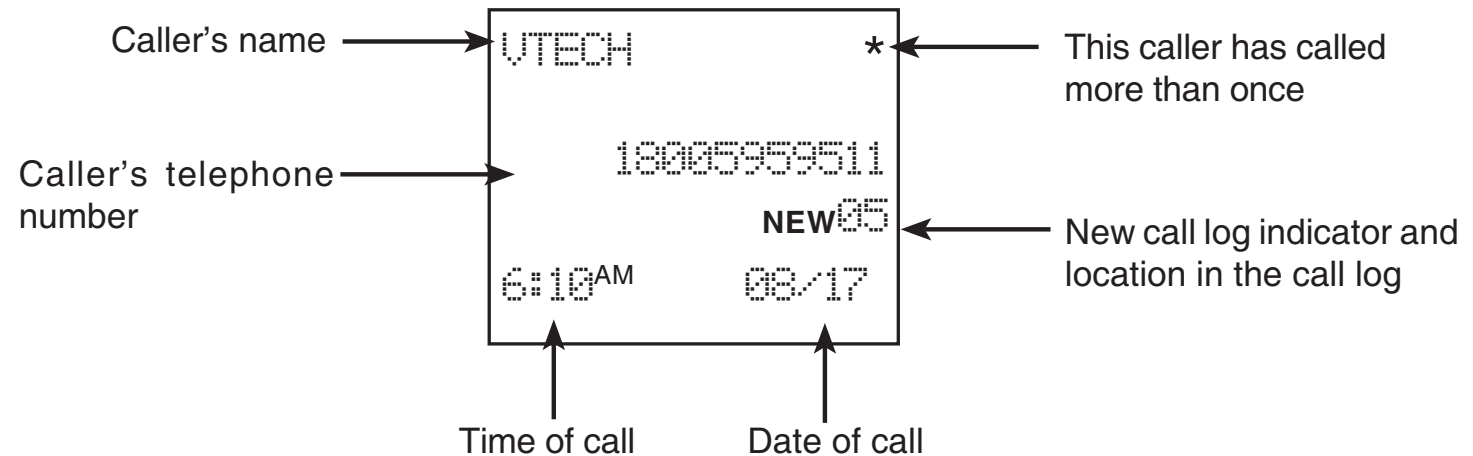 Caller's name
VTECH
*
This caller has called
more than once
Caller's telephone
number
18005959511
NEW05
New call log indicator and
location in the call log
6:10AM
08/17
Time of call
Date of call